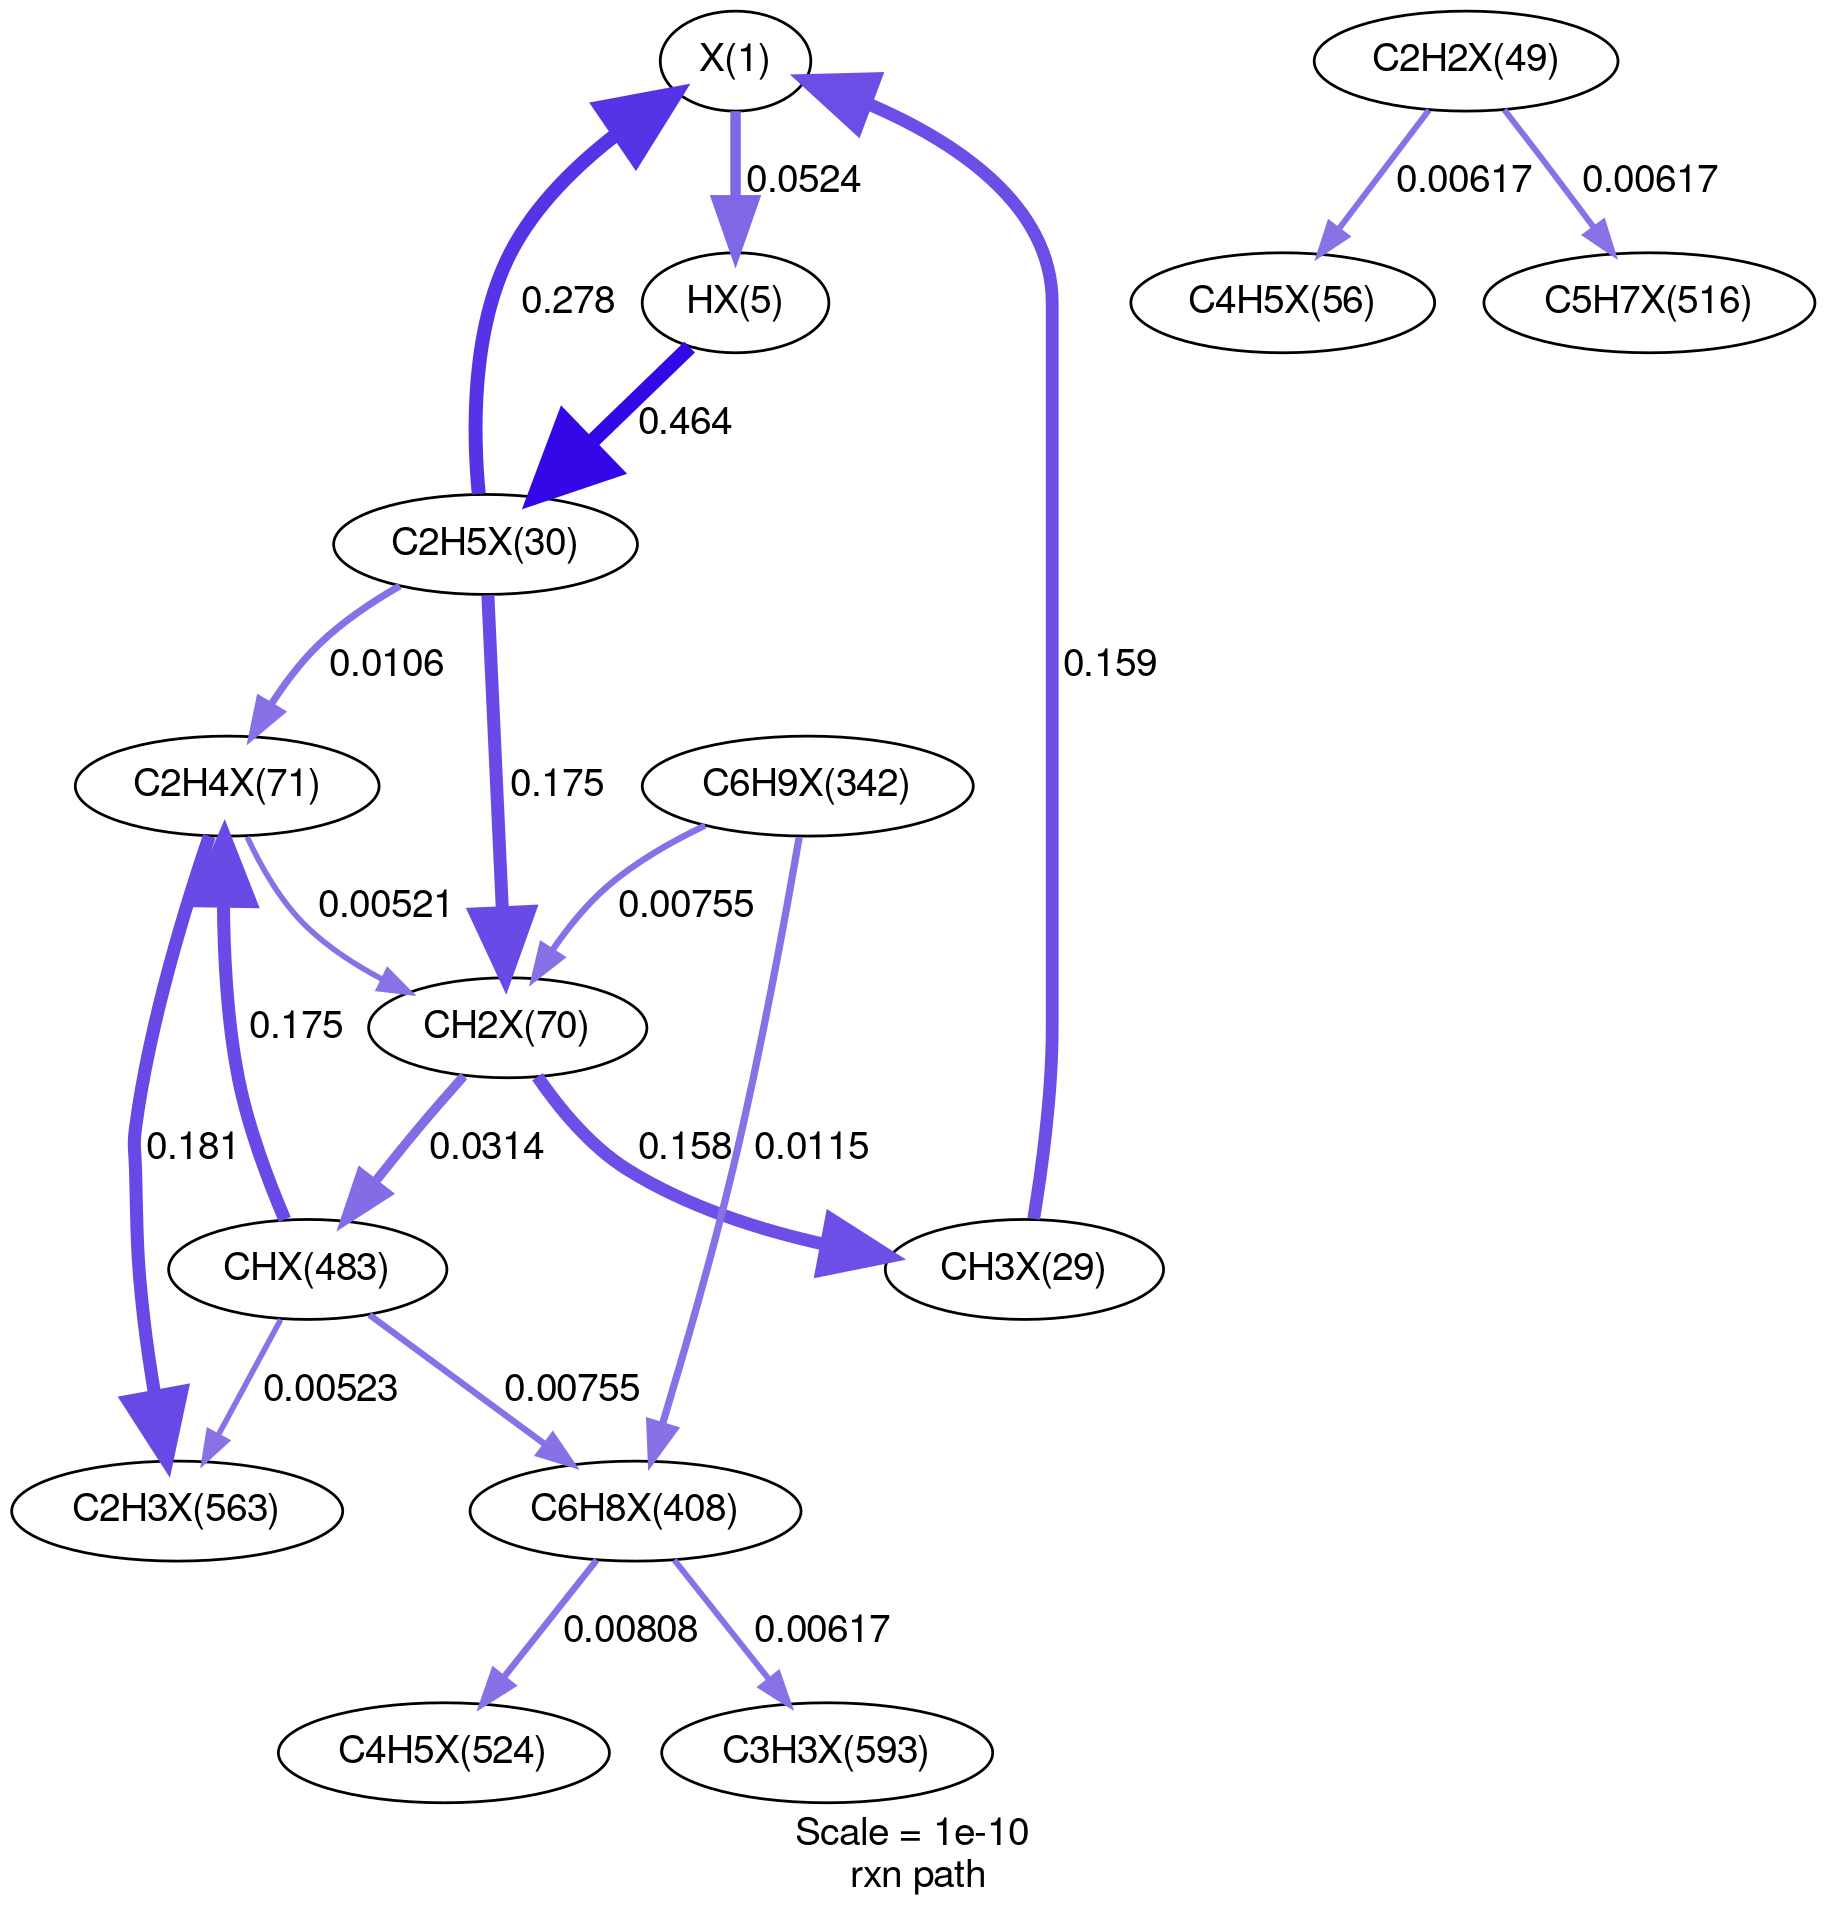 X(1)
C2H2X(49)
0.0524
0.00617
0.00617
0.278
HX(5)
C4H5X(56)
C5H7X(516)
0.464
C2H5X(30)
0.0106
0.159
C2H4X(71)
0.175
C6H9X(342)
0.00521
0.00755
0.175
CH2X(70)
0.181
0.0314
0.158
0.0115
CHX(483)
CH3X(29)
0.00523
0.00755
C2H3X(563)
C6H8X(408)
0.00808
0.00617
C4H5X(524)
C3H3X(593)
Scale = 1e-10
rxn path